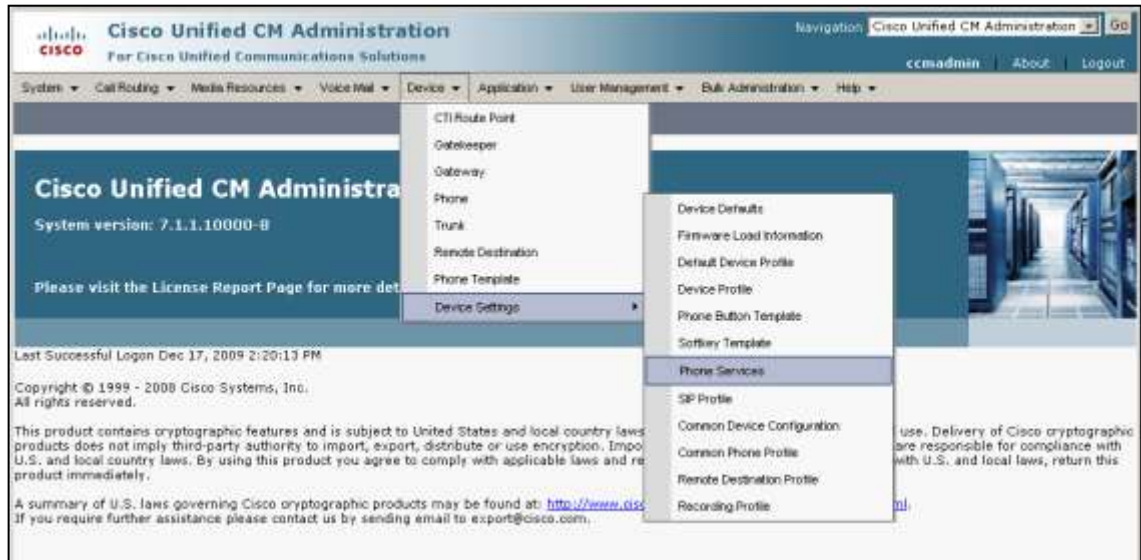 cisco
Cisco Unified CM Administration
For Cisco Unified Communications Solutions
Navigation Cisco Unified CM Administration Go
ccmadmin About Logout
System Call Routing Media Resources Voice Mail Device Application User Management Bulk Administration Help
CTI Route Point
Gatekeeper
Gateway
Phone
Trunk
Remote Destination
Phone Template
Device Settings
Device Defaults
Firmware Load Information
Default Device Profile
Device Profile
Phone Button Template
Softkey Template
Phone Services
SIP Profile
Common Device Configuration
Common Phone Profile
Remote Destination Profile
Recording Profile
Cisco Unified CM Administra
System version: 7.1.1.10000-8
Please visit the License Report Page for more det
Last Successful Logon Dec 17, 2009 2:20:13 PM
Copyright © 1999 - 2008 Cisco Systems, Inc.
All rights reserved.
This product contains cryptographic features and is subject to United States and local country laws use. Delivery of Cisco cryptographic
products does not imply third-party authority to import, export, distribute or use encryption. Impo are responsible for compliance with
U.S. and local country laws. By using this product you agree to comply with applicable laws and re with U.S. and local laws, return this
product immediately.
A summary of U.S. laws governing Cisco cryptographic products may be found at: http://www.cisc ml.
If you require further assistance please contact us by sending email to export@cisco.com.